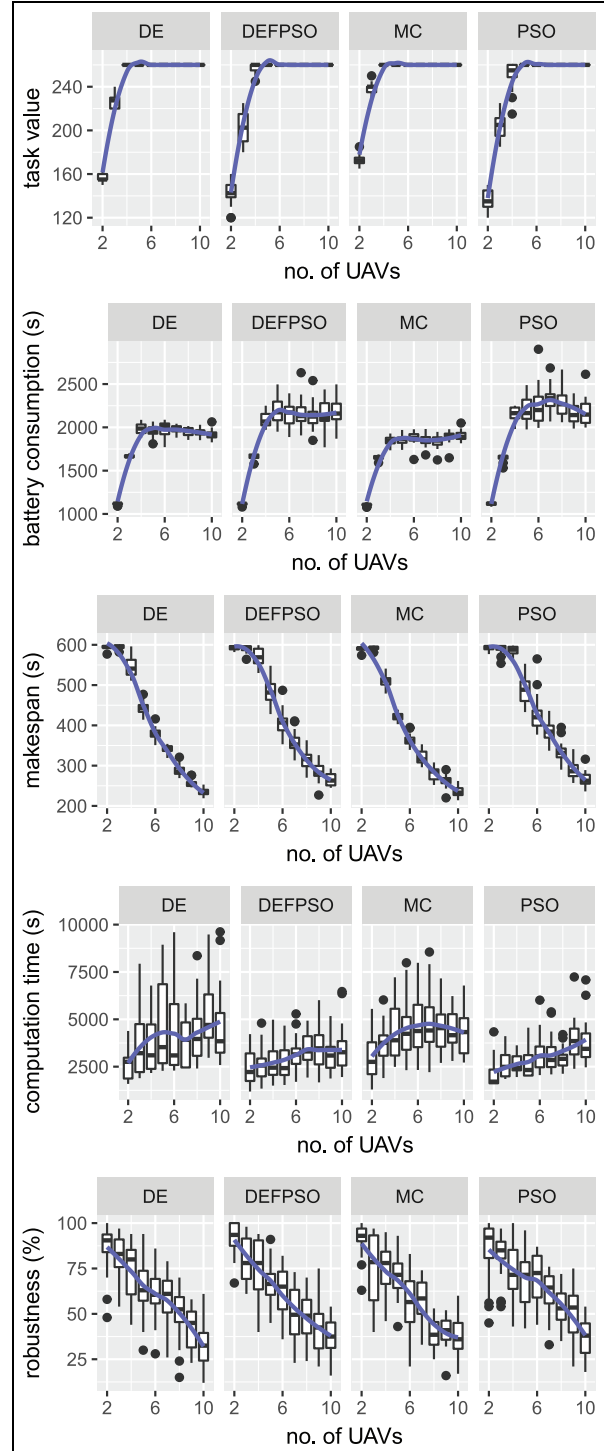 DE DEFPSO MC PSO
task value
240
200
160
120
2 6 10 2 6 10 2 6 10 2 6 10
no. of UAVs
DE DEFPSO MC PSO
battery consumption (s)
2500
2000
1500
1000
2 6 10 2 6 10 2 6 10 2 6 10
no. of UAVs
DE DEFPSO MC PSO
makespan (s)
600
500
400
300
200
2 6 10 2 6 10 2 6 10 2 6 10
no. of UAVs
DE DEFPSO MC PSO
computation time (s)
10000
7500
5000
2500
2 6 10 2 6 10 2 6 10 2 6 10
no. of UAVs
DE DEFPSO MC PSO
robustness (%)
100
75
50
25
2 6 10 2 6 10 2 6 10 2 6 10
no. of UAVs